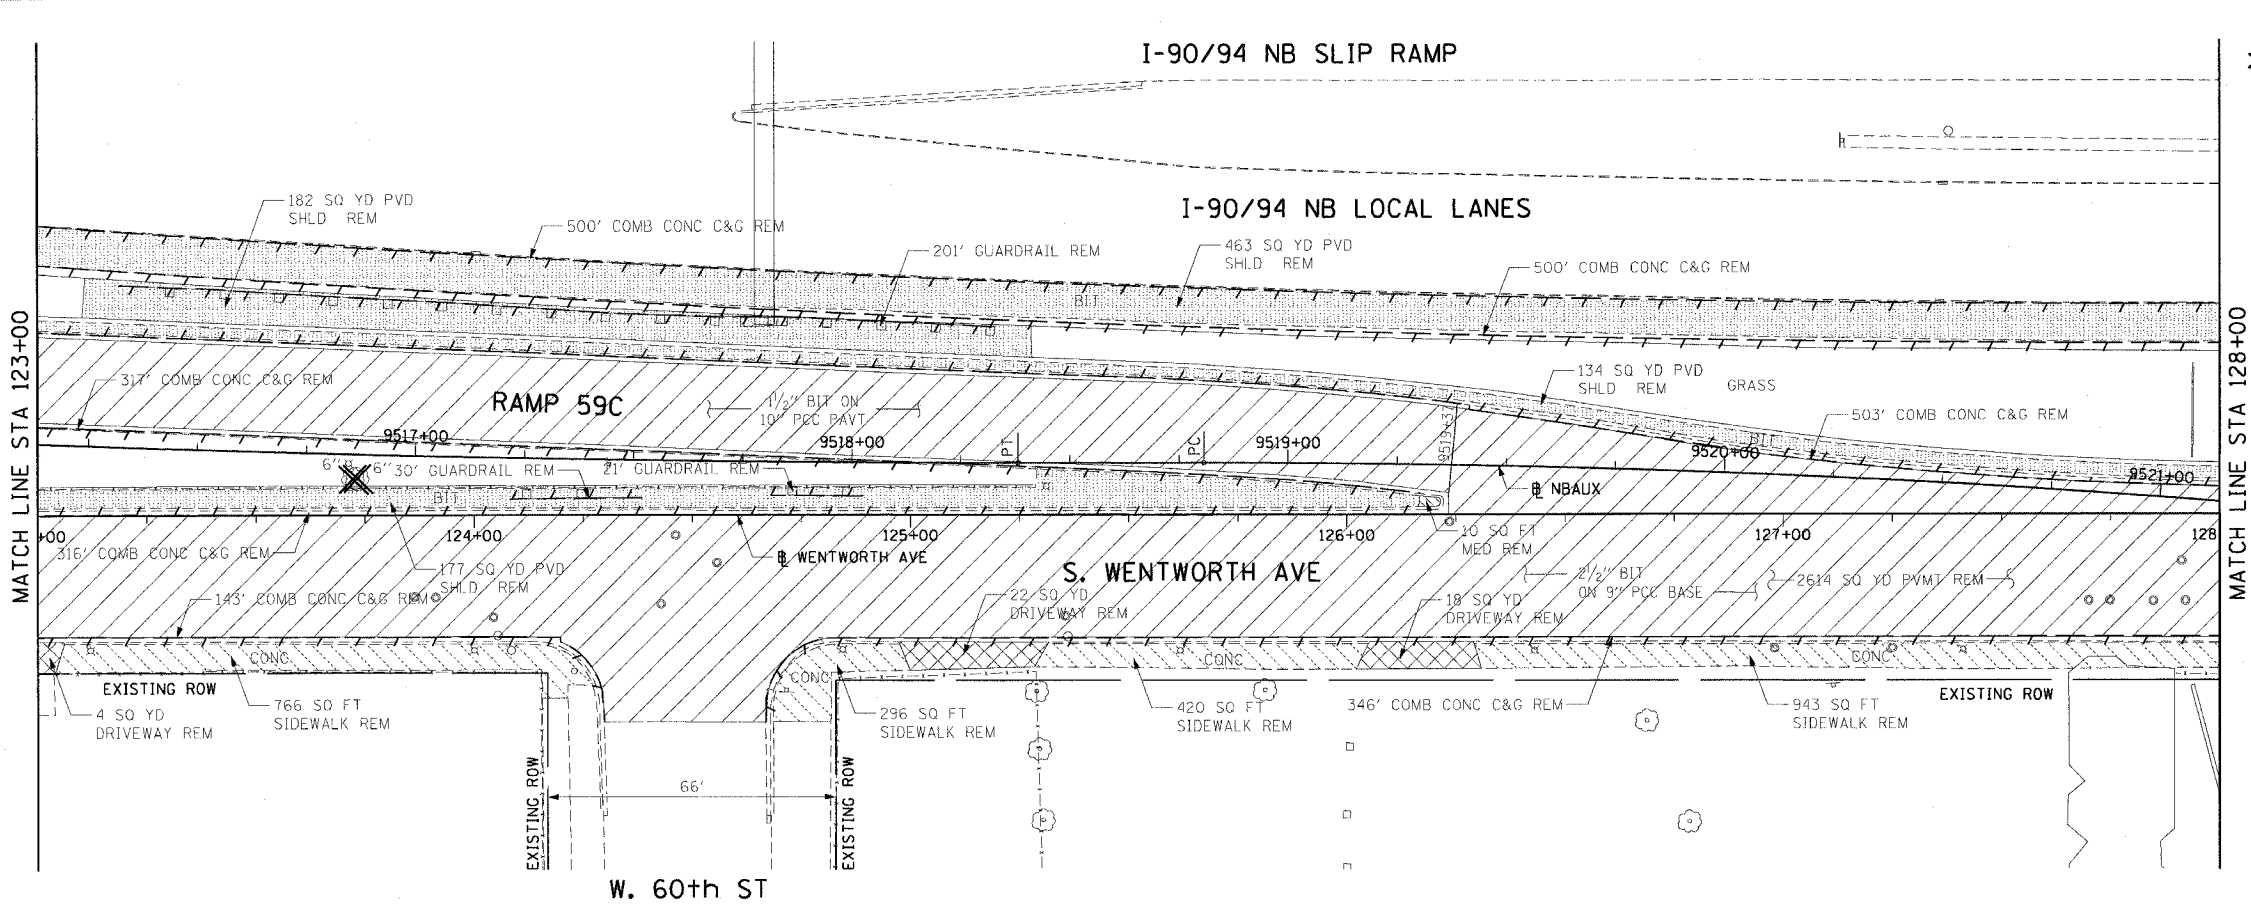 I-90/94 NB SLIP RAMP
I-90/94 NB LOCAL LANES
182 SQ YD PVD
SHLD REM
500' COMB CONC C&G REM
201' GUARDRAIL REM
463 SQ YD PVD
SHLD REM
500' COMB CONC C&G REM
BIT
MATCH LINE STA 123+00
MATCH LINE STA 128+00
317' COMB CONC C&G REM
RAMP 59C
1 1/2" BIT ON
10" PCC PAVT
134 SQ YD PVD
SHLD REM
GRASS
503' COMB CONC C&G REM
BIT
9517+00
9518+00
PT
PC
9519+00
9519+37
9520+00
9521+00
6"
6"
30' GUARDRAIL REM
21' GUARDRAIL REM
BIT
℄ NBAUX
+00
124+00
125+00
126+00
127+00
128
10 SQ FT
MED REM
316' COMB CONC C&G REM
℄ WENTWORTH AVE
177 SQ YD PVD
SHLD REM
S. WENTWORTH AVE
2 1/2" BIT
ON 9" PCC BASE
2614 SQ YD PVMT REM
143' COMB CONC C&G REM
22 SQ YD
DRIVEWAY REM
18 SQ YD
DRIVEWAY REM
CONC
CONC
CONC
CONC
EXISTING ROW
4 SQ YD
DRIVEWAY REM
766 SQ FT
SIDEWALK REM
296 SQ FT
SIDEWALK REM
420 SQ FT
SIDEWALK REM
346' COMB CONC C&G REM
943 SQ FT
SIDEWALK REM
EXISTING ROW
EXISTING ROW
66'
EXISTING ROW
W. 60th ST